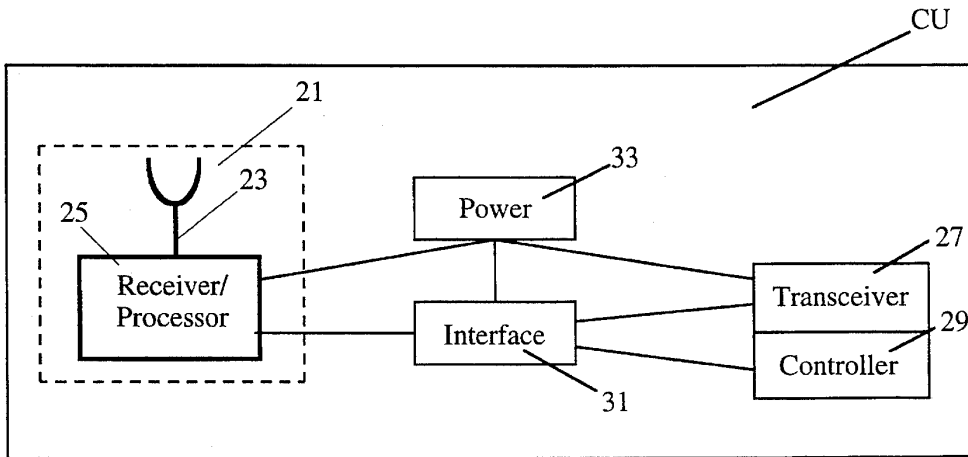 CU
21
23
33
25
Power
27
Receiver/
Processor
Transceiver
Interface
29
Controller
31